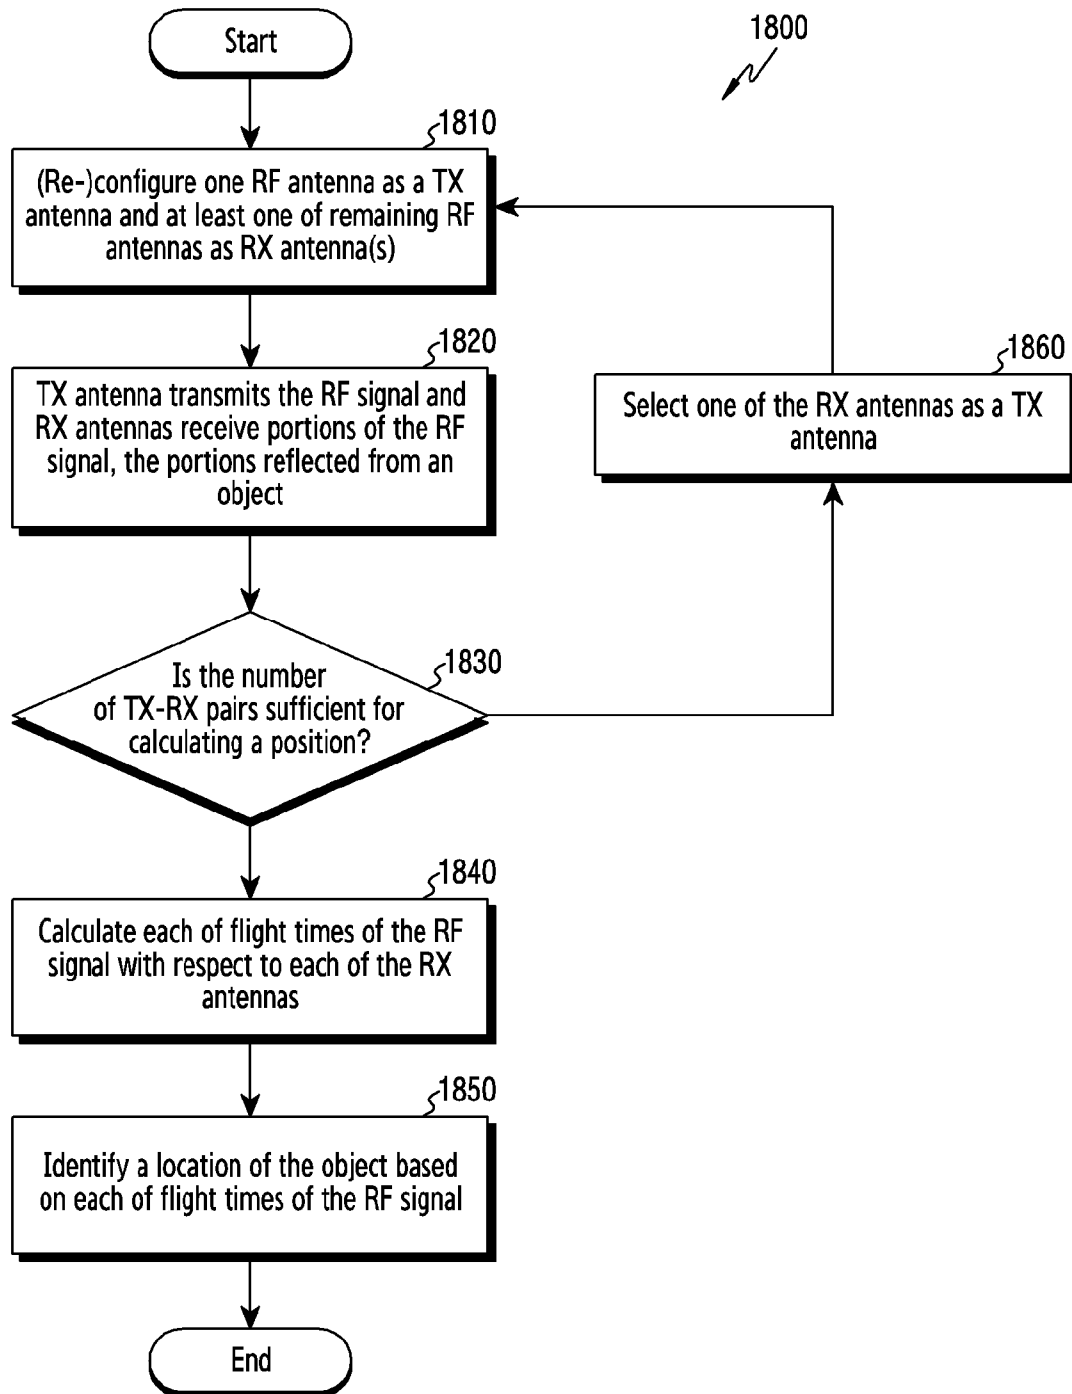 Start
1800
1810
(Re-)configure one RF antenna as a TX
antenna and at least one of remaining RF
antennas as RX antenna(s)
1820
TX antenna transmits the RF signal and
RX antennas receive portions of the RF
signal, the portions reflected from an
object
1860
Select one of the RX antennas as a TX
antenna
1830
Is the number
of TX-RX pairs sufficient for
calculating a position?
1840
Calculate each of flight times of the RF
signal with respect to each of the RX
antennas
1850
Identify a location of the object based
on each of flight times of the RF signal
End